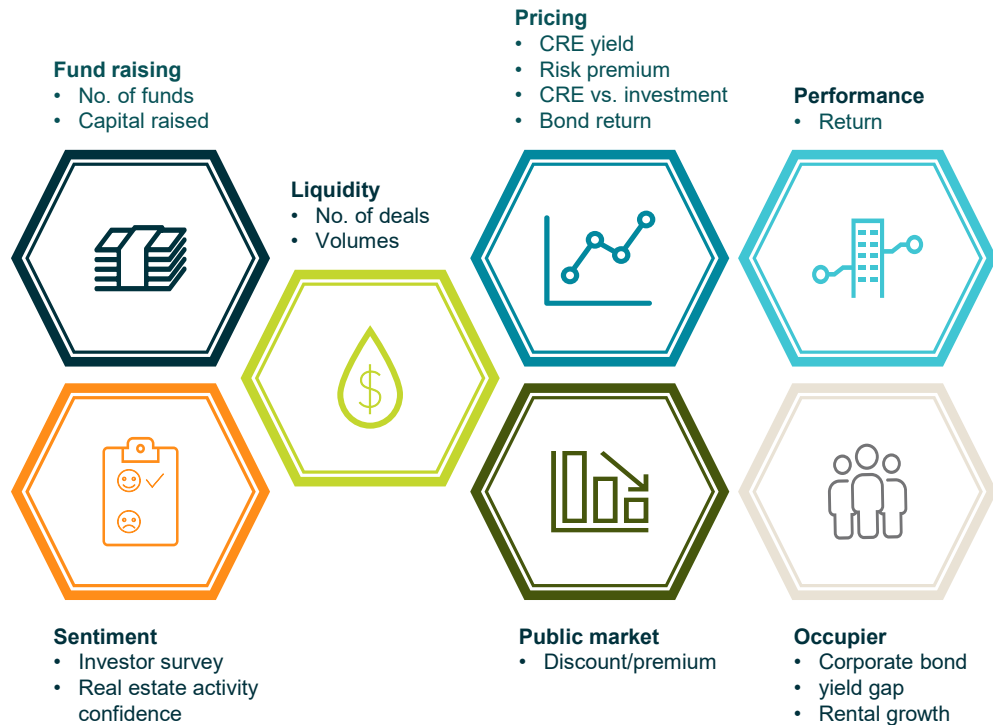 Fund raising
• No. of funds
• Capital raised
Liquidity
• No. of deals
• Volumes
Pricing
• CRE yield
• Risk premium
• CRE vs. investment
• Bond return
Performance
• Return
$
Sentiment
• Investor survey
• Real estate activity
confidence
Public market
• Discount/premium
Occupier
• Corporate bond
• yield gap
• Rental growth